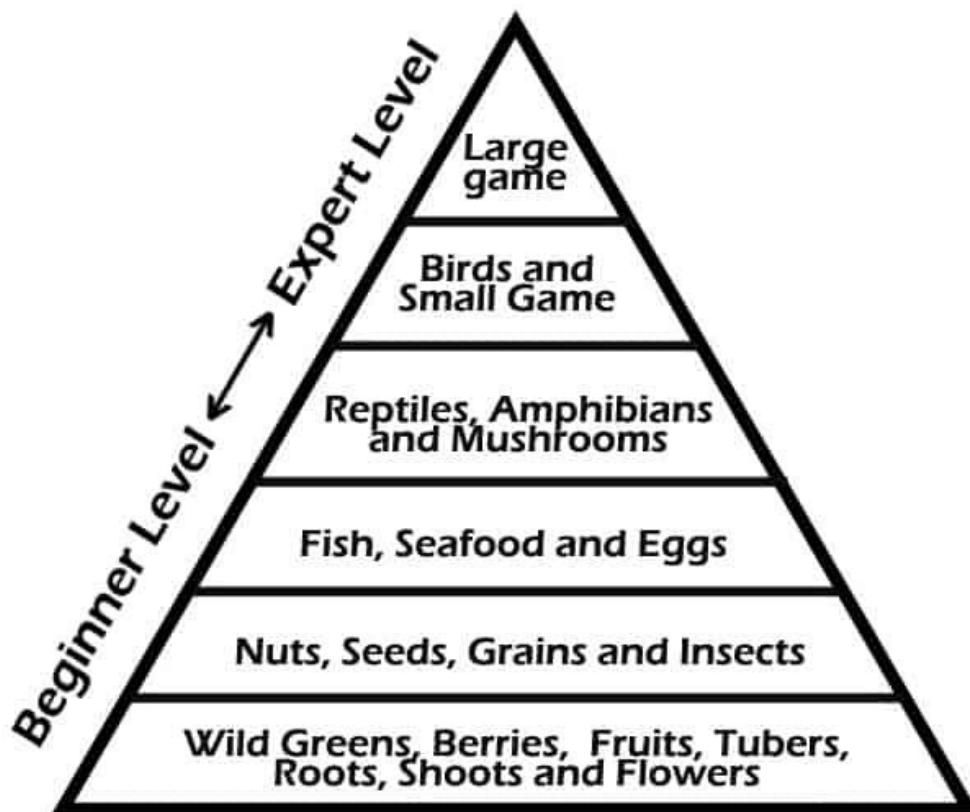 Large
game
Birds and
Small Game
Reptiles, Amphibians
and Mushrooms
Fish, Seafood and Eggs
Nuts, Seeds, Grains and Insects
Wild Greens, Berries, Fruits, Tubers,
Roots, Shoots and Flowers
Beginner Level ↔ Expert Level